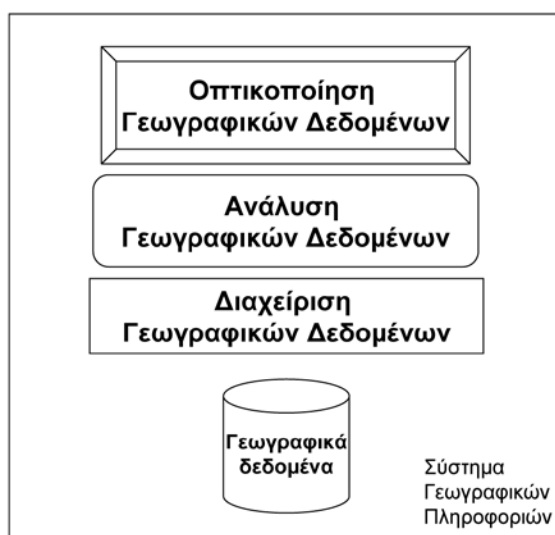 Οπτικοποίηση
Γεωγραφικών Δεδομένων
Ανάλυση
Γεωγραφικών Δεδομένων
Διαχείριση
Γεωγραφικών Δεδομένων
Γεωγραφικά
δεδομένα
Σύστημα
Γεωγραφικών
Πληροφοριών